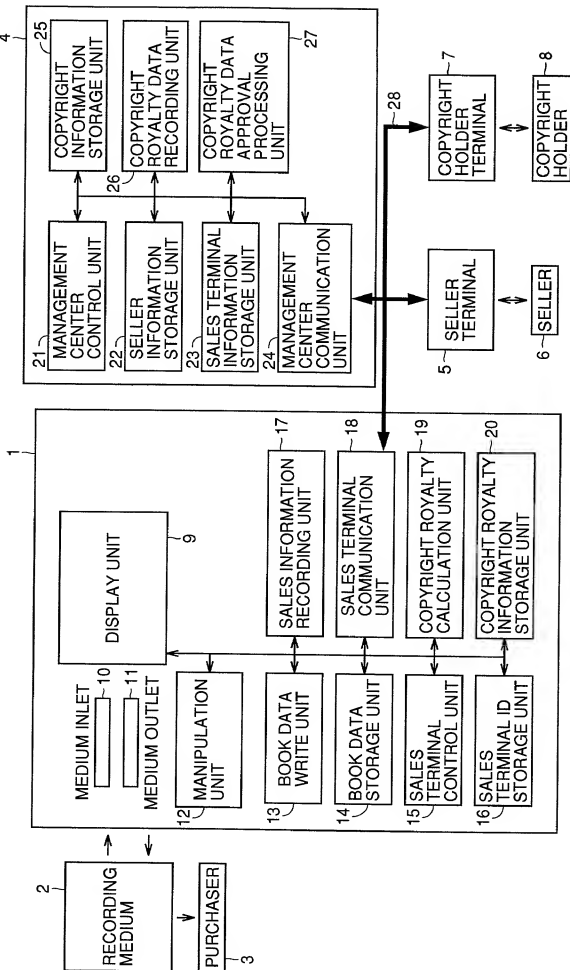 1
DISPLAY UNIT
9
MEDIUM INLET
10
11
MEDIUM OUTLET
12
MANIPULATION
UNIT
13
BOOK DATA
WRITE UNIT
14
BOOK DATA
STORAGE UNIT
15
SALES
TERMINAL
CONTROL UNIT
16
SALES
TERMINAL ID
STORAGE UNIT
SALES INFORMATION
RECORDING UNIT
17
SALES TERMINAL
COMMUNICATION
UNIT
18
COPYRIGHT ROYALTY
CALCULATION UNIT
19
COPYRIGHT ROYALTY
INFORMATION
STORAGE UNIT
20
2
RECORDING
MEDIUM
PURCHASER
3
4
25
COPYRIGHT
INFORMATION
STORAGE UNIT
COPYRIGHT
ROYALTY DATA
RECORDING UNIT
26
COPYRIGHT
ROYALTY DATA
APPROVAL
PROCESSING
UNIT
27
21
MANAGEMENT
CENTER
CONTROL UNIT
22
SELLER
INFORMATION
STORAGE UNIT
23
SALES TERMINAL
INFORMATION
STORAGE UNIT
24
MANAGEMENT
CENTER
COMMUNICATION
UNIT
28
7
COPYRIGHT
HOLDER
TERMINAL
8
COPYRIGHT
HOLDER
SELLER
TERMINAL
5
SELLER
6